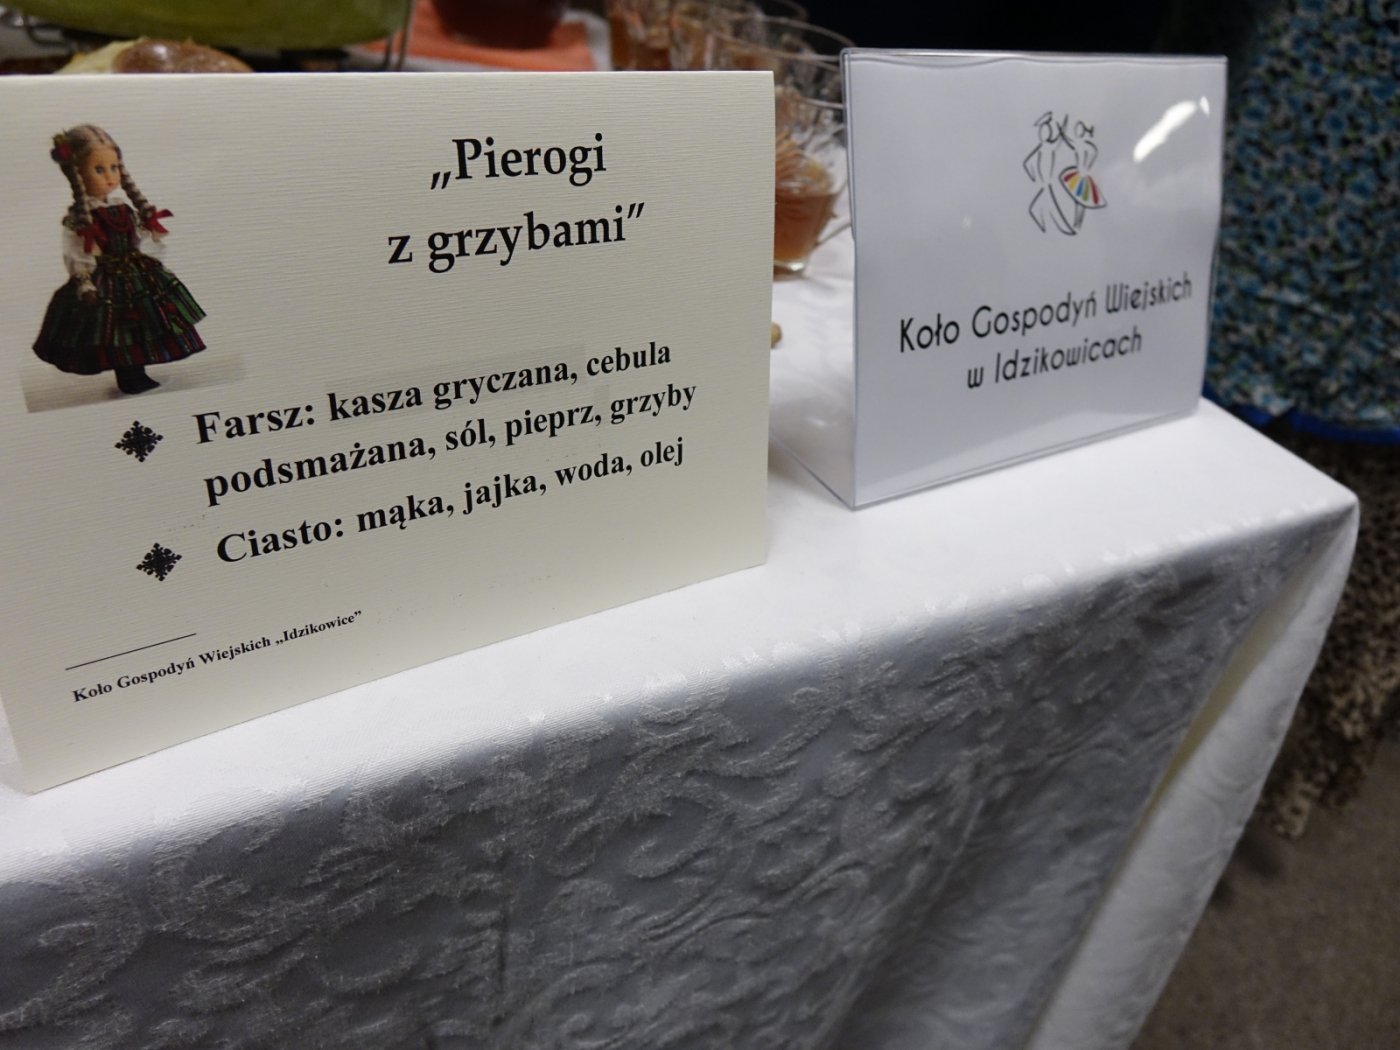 „Pierogi
z grzybami”
Farsz: kasza gryczana, cebula
podsmażana, sól, pieprz, grzyby
Ciasto: mąka, jajka, woda, olej
Koło Gospodyń Wiejskich „Idzikowice”
Koło Gospodyń Wiejskich
w Idzikowicach